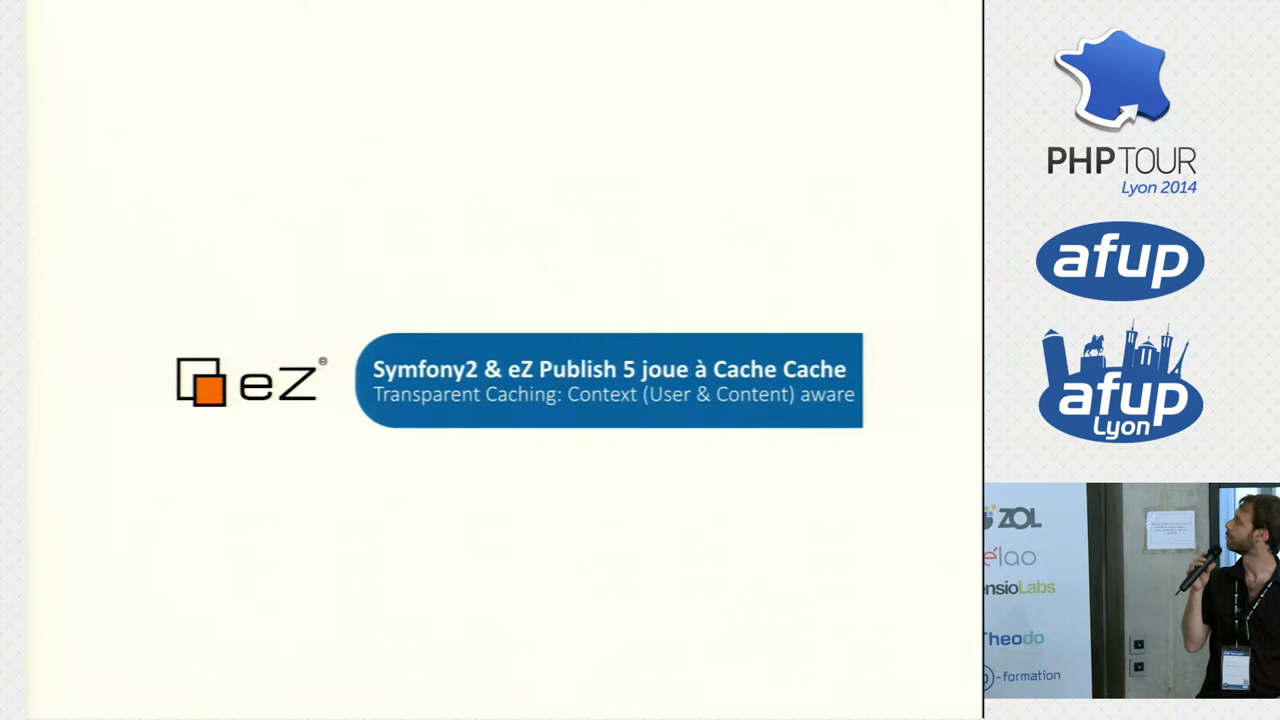 eZ®
Symfony2 & eZ Publish 5 joue à Cache Cache
Transparent Caching: Context (User & Content) aware
PHPTOUR
Lyon 2014
afup
afup
Lyon
ZOL
élao
ensioLabs
Theodo
-formation